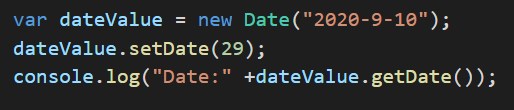 var dateValue = new Date("2020-9-10");
dateValue.setDate(29);
console.log("Date:" +dateValue.getDate());